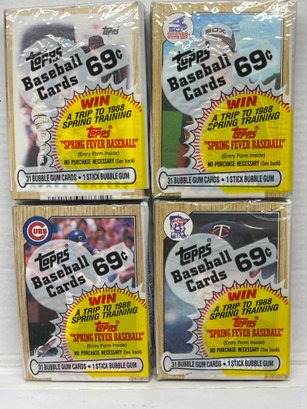 Topps
Baseball
Cards
69¢
WIN
A TRIP TO 1988
SPRING TRAINING
Topps
"SPRING FEVER BASEBALL"
(Entry Form Inside)
NO PURCHASE NECESSARY (See back)
31 BUBBLE GUM CARDS • 1 STICK BUBBLE GUM
SOX
SOX
Topps
Baseball
Cards
69¢
WIN
A TRIP TO 1988
SPRING TRAINING
Topps
"SPRING FEVER BASEBALL"
(Entry Form Inside)
NO PURCHASE NECESSARY (See back)
31 BUBBLE GUM CARDS • 1 STICK BUBBLE GUM
CUBS
Topps
Baseball
Cards
69¢
WIN
A TRIP TO 1988
SPRING TRAINING
Topps
"SPRING FEVER BASEBALL"
(Entry Form Inside)
NO PURCHASE NECESSARY (See back)
31 BUBBLE GUM CARDS • 1 STICK BUBBLE GUM
Topps
Baseball
Cards
69¢
WIN
A TRIP TO 1988
SPRING TRAINING
Topps
"SPRING FEVER BASEBALL"
(Entry Form Inside)
NO PURCHASE NECESSARY (See back)
31 BUBBLE GUM CARDS • 1 STICK BUBBLE GUM